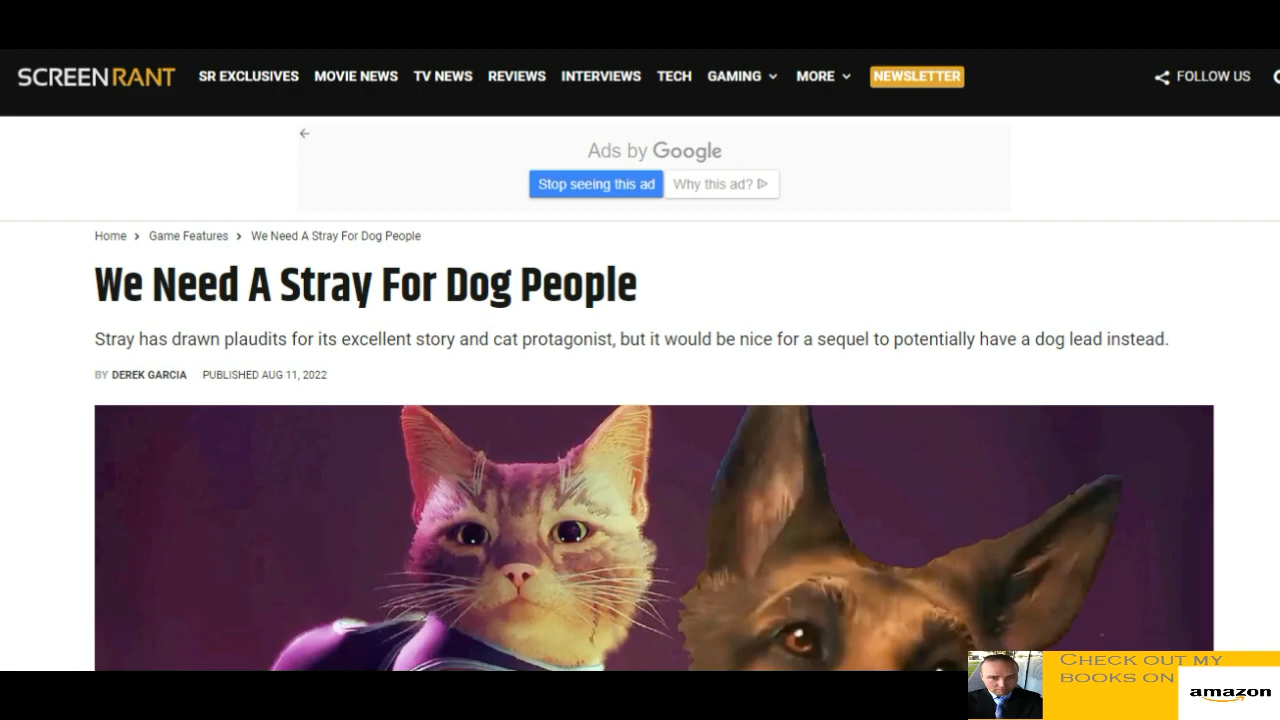 SCREENRANT SR EXCLUSIVES MOVIE NEWS TV NEWS REVIEWS INTERVIEWS TECH GAMING MORE NEWSLETTER FOLLOW US
Ads by Google
Stop seeing this ad Why this ad?
Home > Game Features > We Need A Stray For Dog People
We Need A Stray For Dog People
Stray has drawn plaudits for its excellent story and cat protagonist, but it would be nice for a sequel to potentially have a dog lead instead.
BY DEREK GARCIA PUBLISHED AUG 11, 2022
CHECK OUT MY
BOOKS ON
amazon